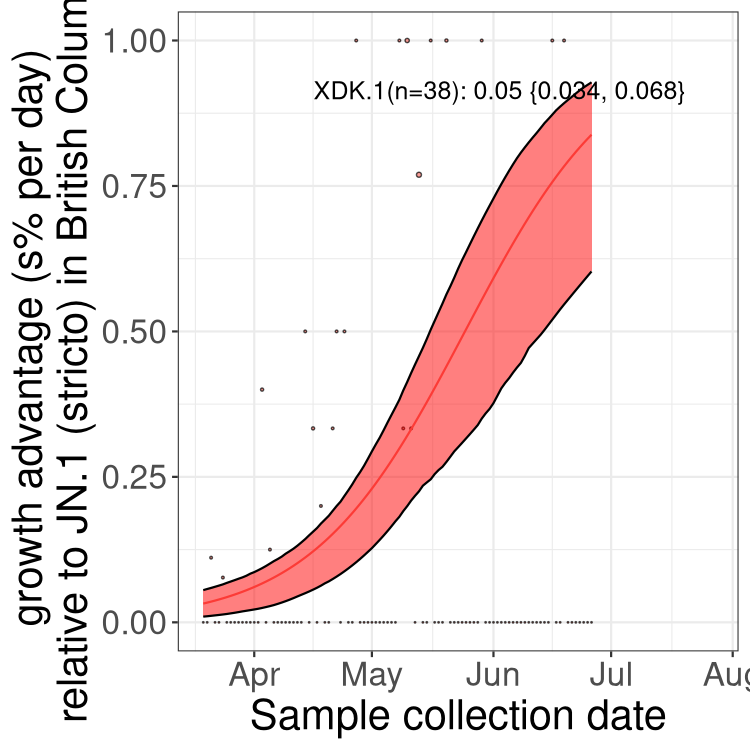 growth advantage (s% per day)
relative to JN.1 (stricto) in British Colum
1.00
0.75
0.50
0.25
0.00
XDK.1(n=38): 0.05 {0.034, 0.068}
Apr May Jun Jul Aug
Sample collection date